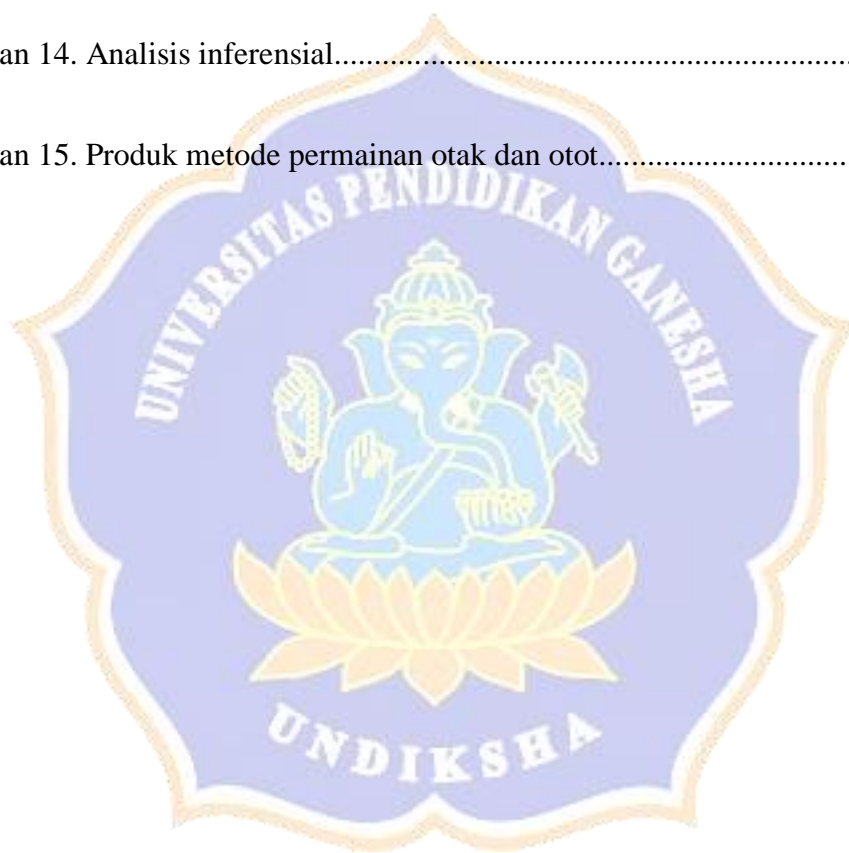 an 14. Analisis inferensial.................................................................
an 15. Produk metode permainan otak dan otot...............................
UNIVERSITAS PENDIDIKAN GANESHA
UNDIKSHA